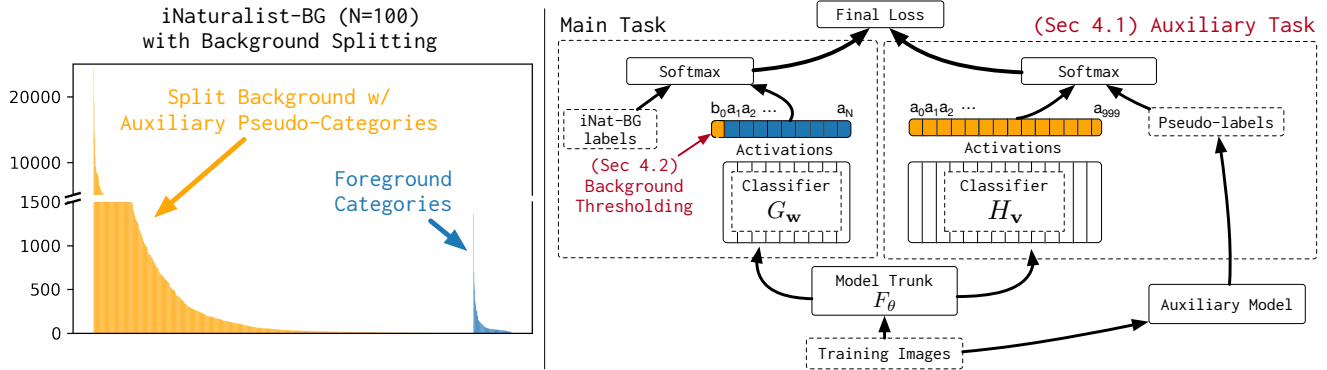 iNaturalist-BG (N=100)
with Background Splitting
20000
10000
1500
1000
500
0
Split Background w/
Auxiliary Pseudo-Categories
Foreground
Categories
Final Loss
Main Task
(Sec 4.1) Auxiliary Task
Softmax
Softmax
iNat-BG
labels
b0a1a2 ... aN
a0a1a2 ... a999
Pseudo-labels
Activations
Activations
(Sec 4.2)
Background
Thresholding
Classifier
Gw
Classifier
Hv
Model Trunk
Fθ
Auxiliary Model
Training Images